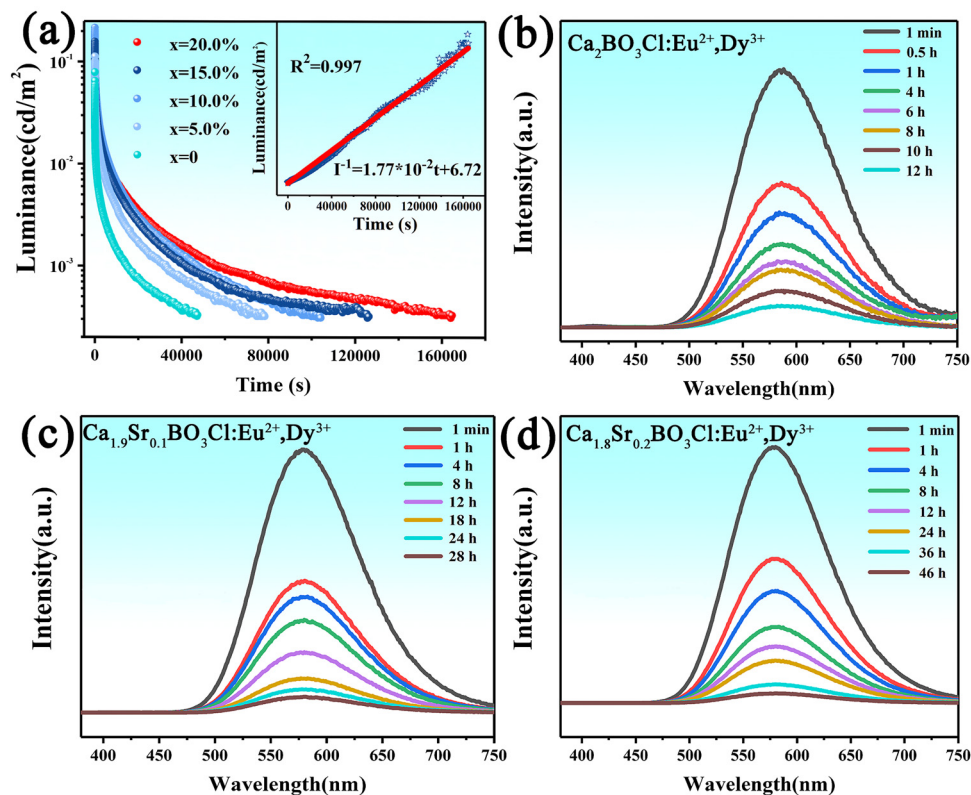 (a)
Luminance(cd/m²)
10⁻¹
10⁻²
10⁻³
x=20.0%
x=15.0%
x=10.0%
x=5.0%
x=0
0 40000 80000 120000 160000
Time (s)
Luminance(cd/m²)
R²=0.997
I⁻¹=1.77*10⁻²t+6.72
0 40000 80000 120000 160000
Time (s)
(b)
Ca₂BO₃Cl:Eu²⁺,Dy³⁺
Intensity(a.u.)
1 min
0.5 h
1 h
4 h
6 h
8 h
10 h
12 h
400 450 500 550 600 650 700 750
Wavelength(nm)
(c)
Ca₁.₉Sr₀.₁BO₃Cl:Eu²⁺,Dy³⁺
Intensity(a.u.)
1 min
1 h
4 h
8 h
12 h
18 h
24 h
28 h
400 450 500 550 600 650 700 750
Wavelength(nm)
(d)
Ca₁.₈Sr₀.₂BO₃Cl:Eu²⁺,Dy³⁺
Intensity(a.u.)
1 min
1 h
4 h
8 h
12 h
24 h
36 h
46 h
400 450 500 550 600 650 700 750
Wavelength(nm)